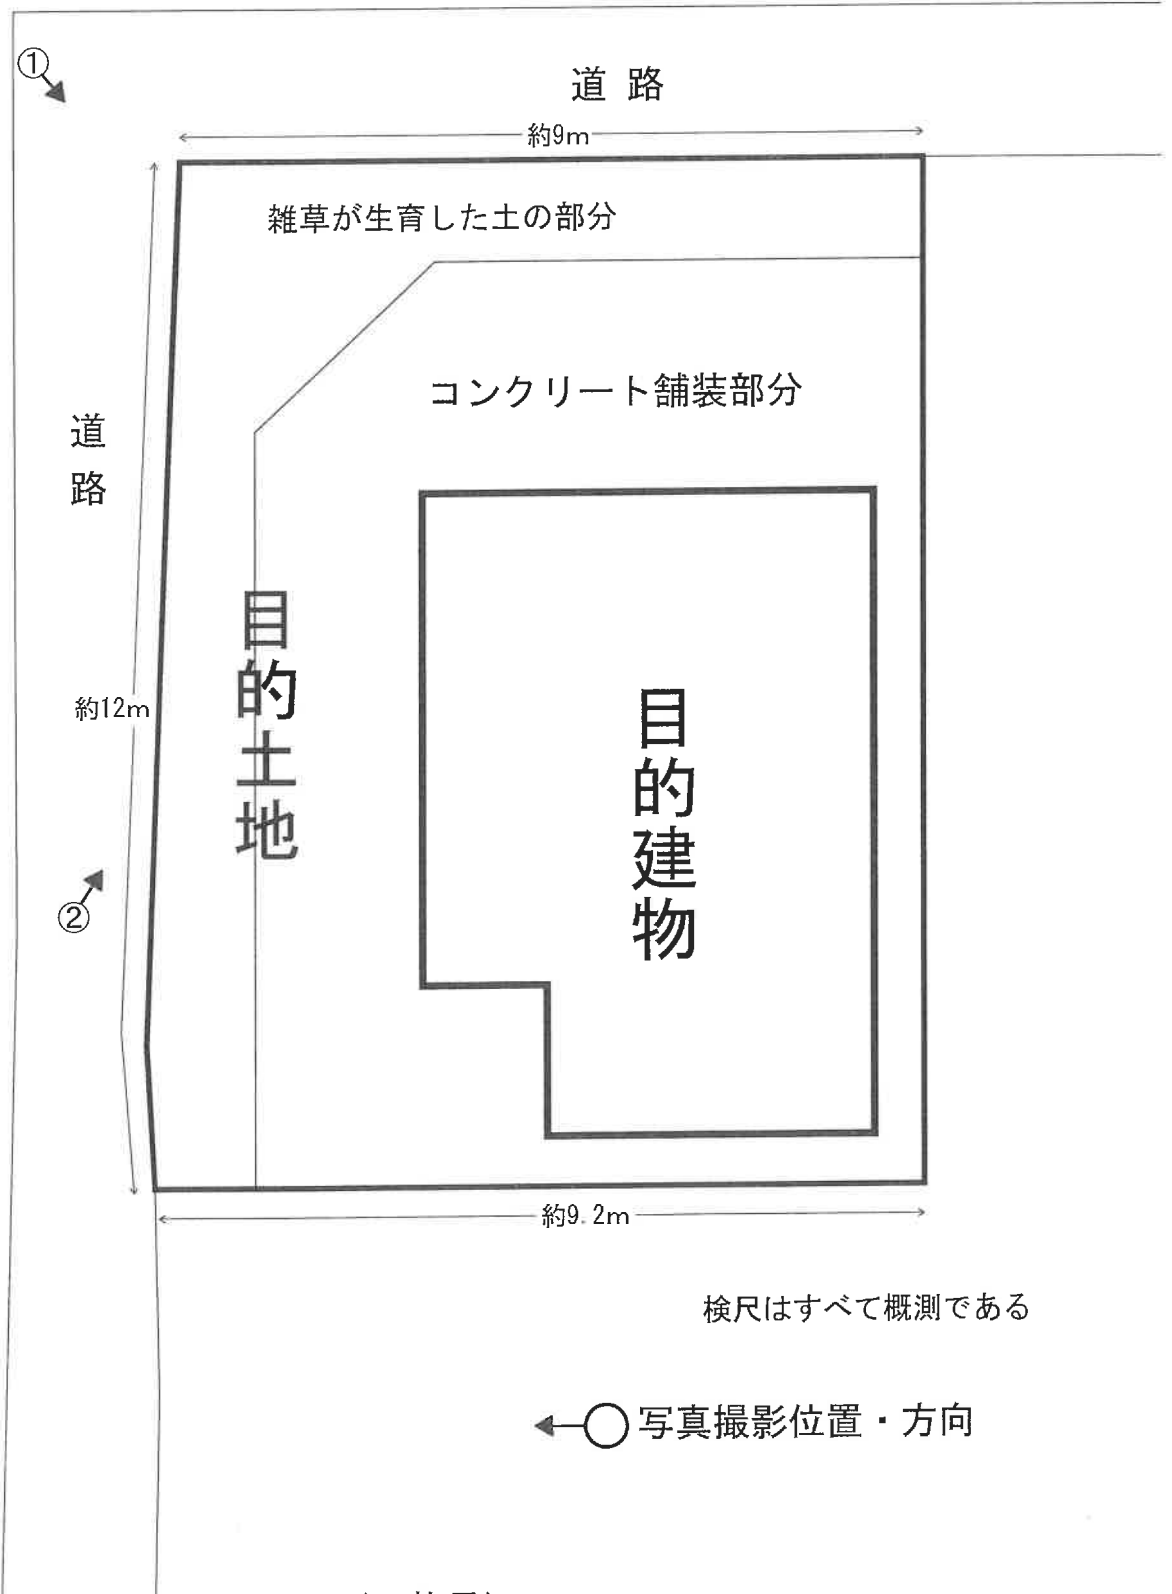 ①
道路
約9m
雑草が生育した土の部分
コンクリート舗装部分
道路
目的土地
目的建物
約12m
②
約9.2m
検尺はすべて概測である
写真撮影位置・方向